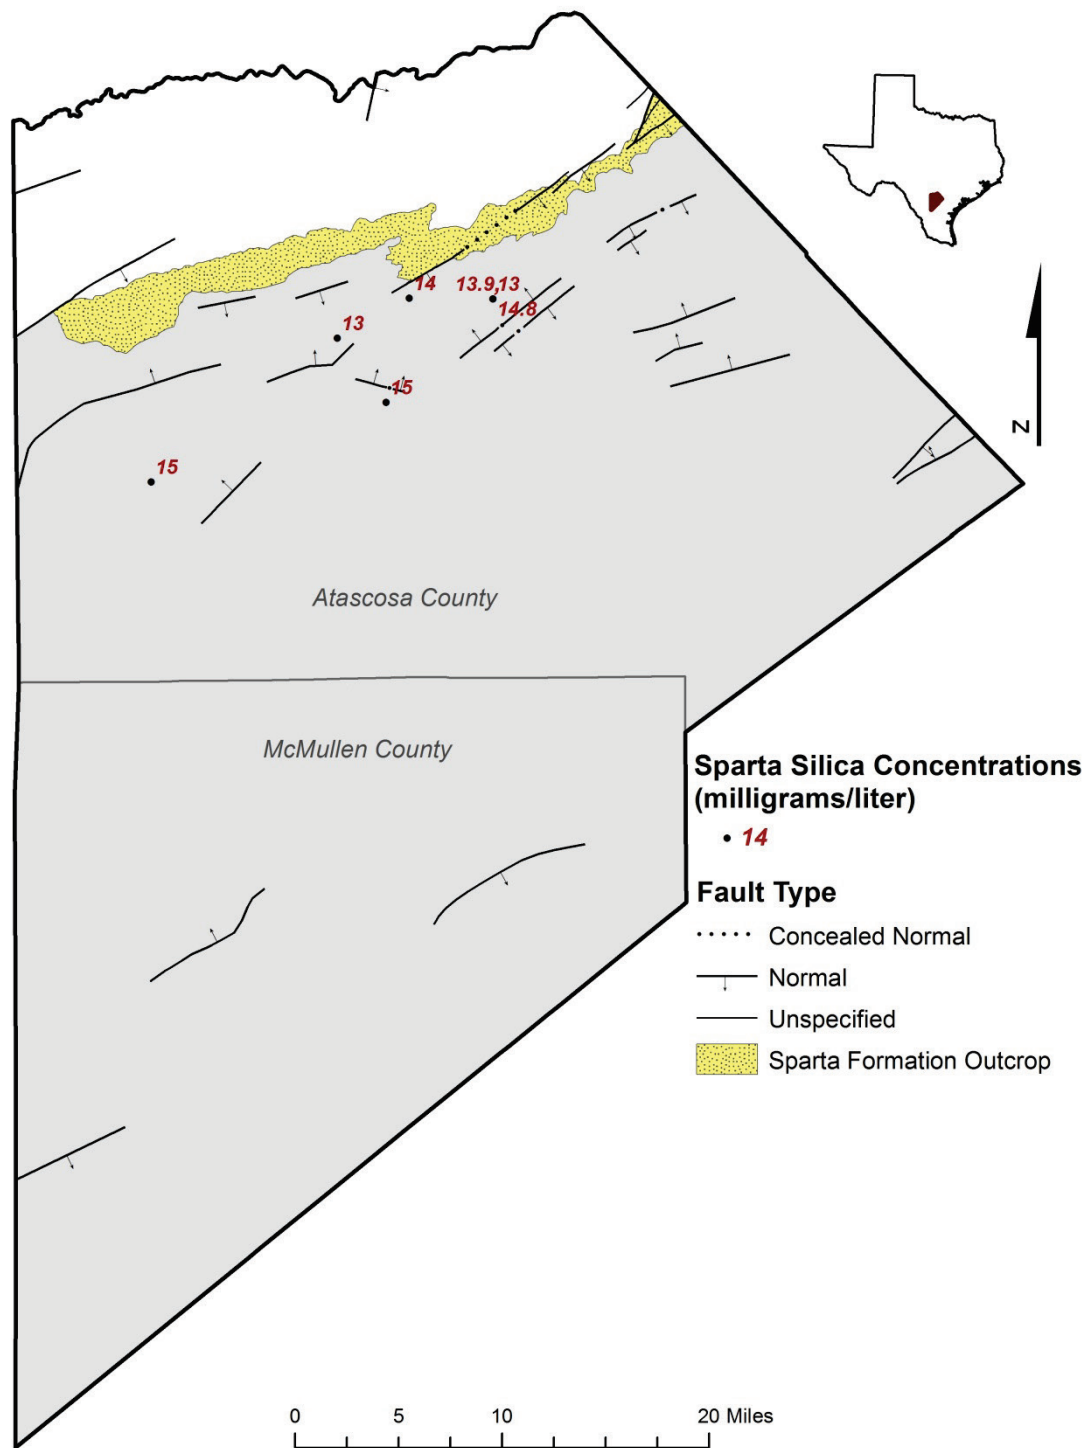 14
13.9,13
14.8
13
15
15
N
Atascosa County
McMullen County
Sparta Silica Concentrations
(milligrams/liter)
14
Fault Type
Concealed Normal
Normal
Unspecified
Sparta Formation Outcrop
0 5 10 20 Miles